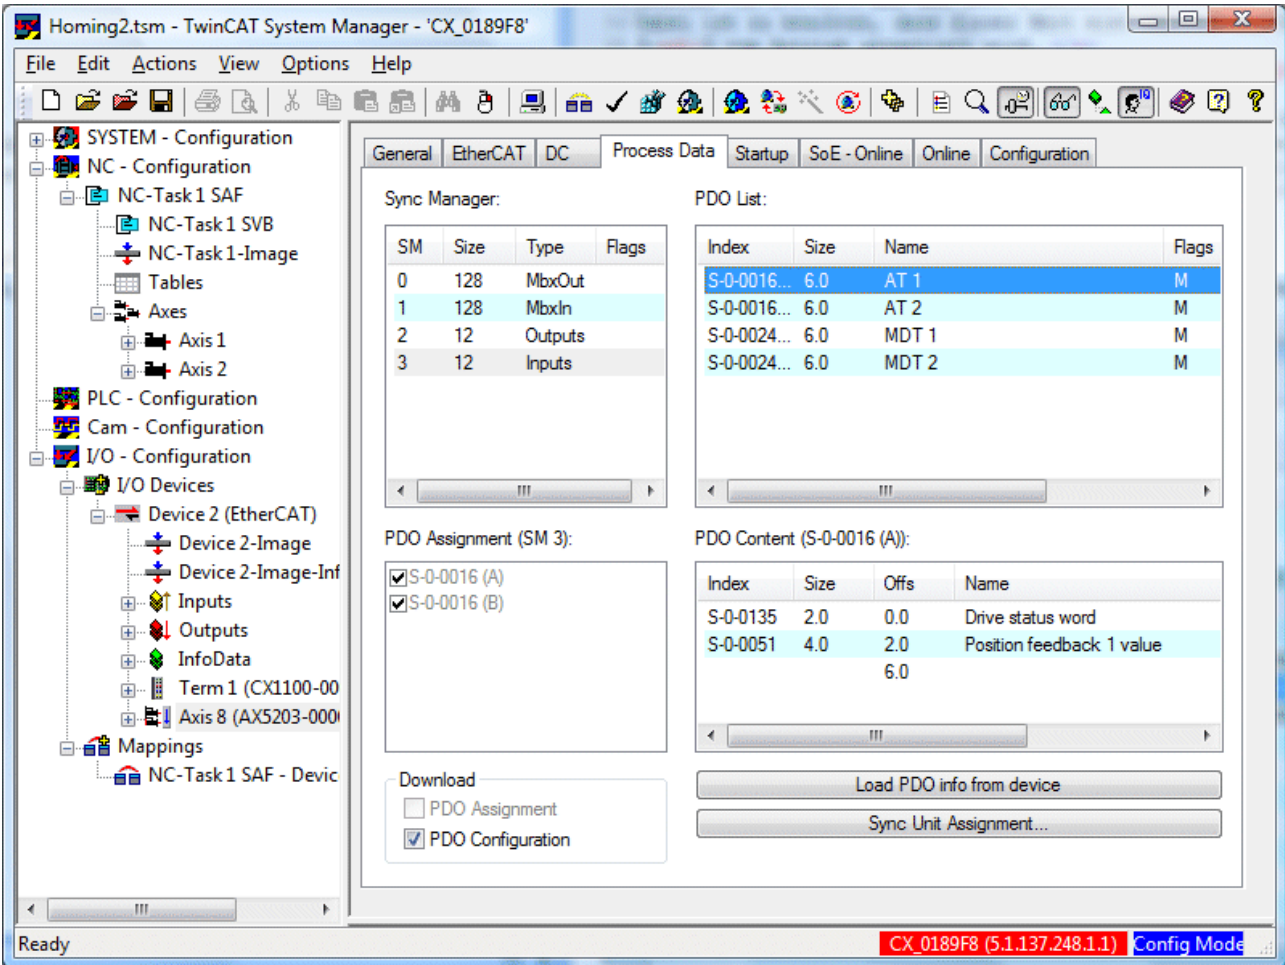 Homing2.tsm - TwinCAT System Manager - 'CX_0189F8'
File Edit Actions View Options Help
SYSTEM - Configuration
NC - Configuration
NC-Task 1 SAF
NC-Task 1 SVB
NC-Task 1-Image
Tables
Axes
Axis 1
Axis 2
PLC - Configuration
Cam - Configuration
I/O - Configuration
I/O Devices
Device 2 (EtherCAT)
Device 2-Image
Device 2-Image-Inf
Inputs
Outputs
InfoData
Term 1 (CX1100-00
Axis 8 (AX5203-000
Mappings
NC-Task 1 SAF - Devic
General EtherCAT DC Process Data Startup SoE - Online Online Configuration
Sync Manager:
SM Size Type Flags
0 128 MbxOut
1 128 MbxIn
2 12 Outputs
3 12 Inputs
PDO List:
Index Size Name Flags
S-0-0016... 6.0 AT 1 M
S-0-0016... 6.0 AT 2 M
S-0-0024... 6.0 MDT 1 M
S-0-0024... 6.0 MDT 2 M
PDO Assignment (SM 3):
S-0-0016 (A)
S-0-0016 (B)
PDO Content (S-0-0016 (A)):
Index Size Offs Name
S-0-0135 2.0 0.0 Drive status word
S-0-0051 4.0 2.0 Position feedback 1 value
6.0
Download
PDO Assignment
PDO Configuration
Load PDO info from device
Sync Unit Assignment...
Ready
CX_0189F8 (5.1.137.248.1.1) Config Mode